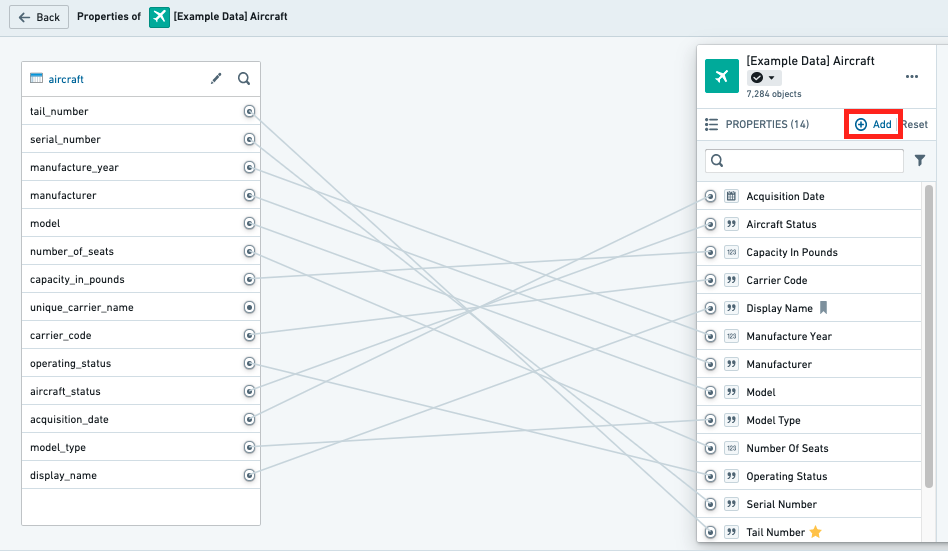 Back
Properties of [Example Data] Aircraft
aircraft
tail_number
serial_number
manufacture_year
manufacturer
model
number_of_seats
capacity_in_pounds
unique_carrier_name
carrier_code
operating_status
aircraft_status
acquisition_date
model_type
display_name
[Example Data] Aircraft
7,284 objects
PROPERTIES (14)
Add
Reset
Acquisition Date
Aircraft Status
123 Capacity In Pounds
Carrier Code
Display Name
123 Manufacture Year
Manufacturer
Model
Model Type
123 Number Of Seats
Operating Status
Serial Number
Tail Number